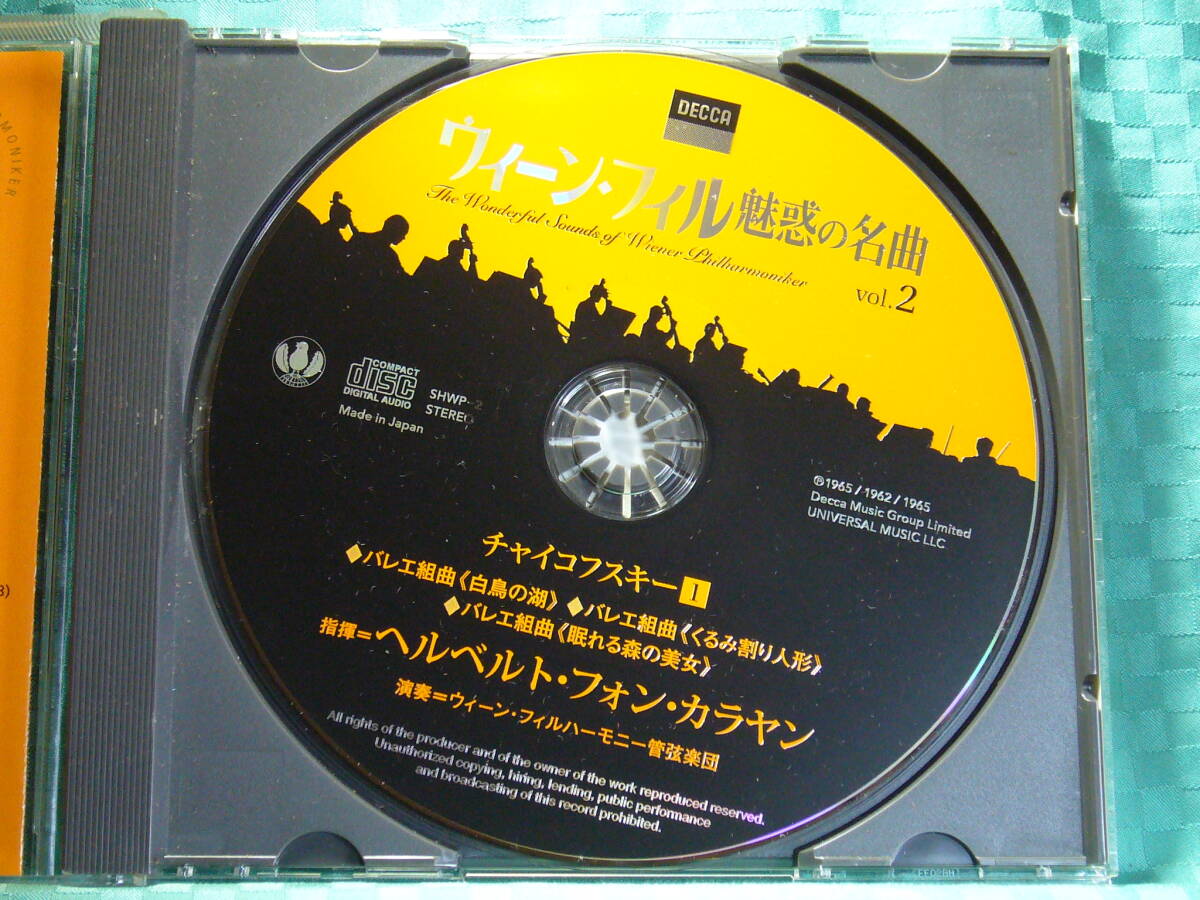 MONIKER
DECCA
ウィーン・フィル 魅惑の名曲
The Wonderful Sounds of Wiener Philharmoniker
vol.2
COMPACT
disc
DIGITAL AUDIO
SHWP-2
STEREO
Made in Japan
℗1965 / 1962 / 1965
Decca Music Group Limited
UNIVERSAL MUSIC LLC
チャイコフスキー 1
◆バレエ組曲《白鳥の湖》 ◆バレエ組曲《くるみ割り人形》
◆バレエ組曲《眠れる森の美女》
指揮=ヘルベルト・フォン・カラヤン
演奏=ウィーン・フィルハーモニー管弦楽団
All rights of the producer and of the owner of the work reproduced reserved.
Unauthorized copying, hiring, lending, public performance
and broadcasting of this record prohibited.